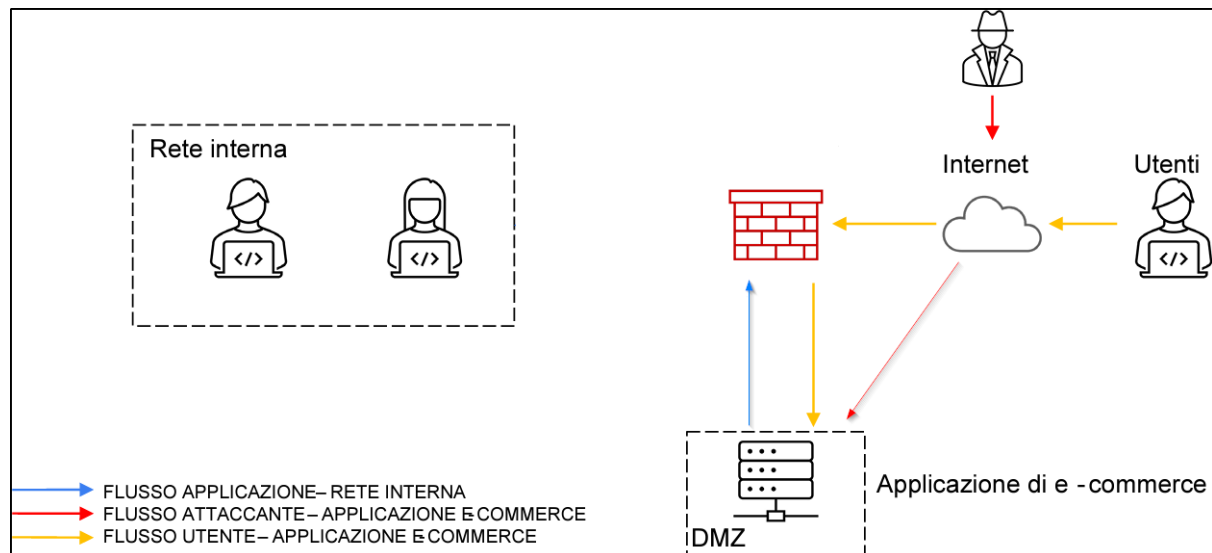 Rete interna
</>
</>
Internet
Utenti
</>
Applicazione di e -commerce
DMZ
FLUSSO APPLICAZIONE– RETE INTERNA
FLUSSO ATTACCANTE– APPLICAZIONE E-COMMERCE
FLUSSO UTENTE– APPLICAZIONE E-COMMERCE